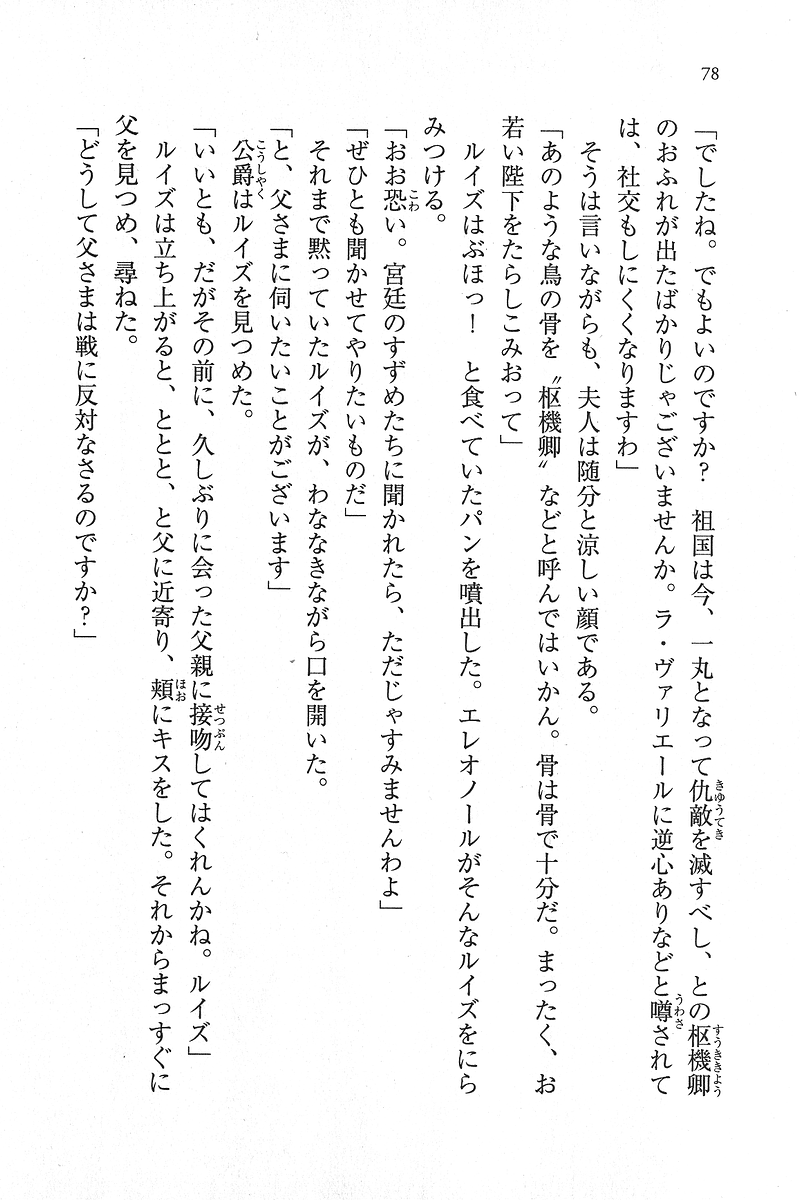 78
「でしたね。でもよいのですか？　祖国は今、一丸となって仇敵を滅すべし、との枢機卿
のおふれが出たばかりじゃございませんか。ラ・ヴァリエールに逆心ありなどと噂されて
は、社交もしにくくなりますわ」
　そうは言いながらも、夫人は随分と涼しい顔である。
「あのような鳥の骨を〝枢機卿〟などと呼んではいかん。骨は骨で十分だ。まったく、お
若い陛下をたらしこみおって」
　ルイズはぶほっ！　と食べていたパンを噴出した。エレオノールがそんなルイズをにら
みつける。
「おお恐い。宮廷のすずめたちに聞かれたら、ただじゃすみませんわよ」
「ぜひとも聞かせてやりたいものだ」
　それまで黙っていたルイズが、わななきながら口を開いた。
「と、父さまに伺いたいことがございます」
　公爵はルイズを見つめた。
「いいとも、だがその前に、久しぶりに会った父親に接吻してはくれんかね。ルイズ」
　ルイズは立ち上がると、ととと、と父に近寄り、頬にキスをした。それからまっすぐに
父を見つめ、尋ねた。
「どうして父さまは戦に反対なさるのですか？」